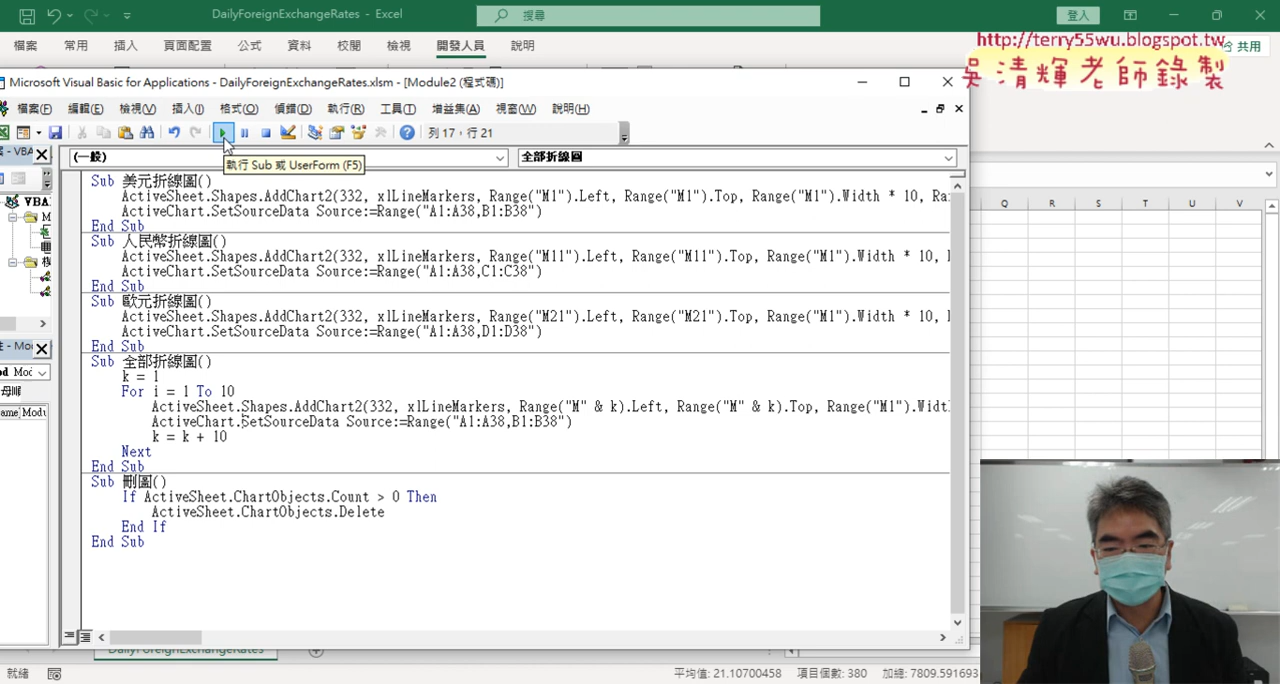 DailyForeignExchangeRates - Excel
搜尋
登入
檔案 常用 插入 頁面配置 公式 資料 校閱 檢視 開發人員 說明
共用
http://terry55wu.blogspot.tw
吳清輝老師錄製
Microsoft Visual Basic for Applications - DailyForeignExchangeRates.xlsm - [Module2 (程式碼)]
檔案(F) 編輯(E) 檢視(V) 插入(I) 格式(O) 偵錯(D) 執行(R) 工具(T) 增益集(A) 視窗(W) 說明(H)
列 17，行 21
執行 Sub 或 UserForm (F5)
(一般) 全部折線圖
Sub 美元折線圖()
ActiveSheet.Shapes.AddChart2(332, xlLineMarkers, Range("M1").Left, Range("M1").Top, Range("M1").Width * 10, Ra
ActiveChart.SetSourceData Source:=Range("A1:A38,B1:B38")
End Sub
Sub 人民幣折線圖()
ActiveSheet.Shapes.AddChart2(332, xlLineMarkers, Range("M11").Left, Range("M11").Top, Range("M1").Width * 10,
ActiveChart.SetSourceData Source:=Range("A1:A38,C1:C38")
End Sub
Sub 歐元折線圖()
ActiveSheet.Shapes.AddChart2(332, xlLineMarkers, Range("M21").Left, Range("M21").Top, Range("M1").Width * 10,
ActiveChart.SetSourceData Source:=Range("A1:A38,D1:D38")
End Sub
Sub 全部折線圖()
k = 1
For i = 1 To 10
ActiveSheet.Shapes.AddChart2(332, xlLineMarkers, Range("M" & k).Left, Range("M" & k).Top, Range("M1").Widt
ActiveChart.SetSourceData Source:=Range("A1:A38,B1:B38")
k = k + 10
Next
End Sub
Sub 刪圖()
If ActiveSheet.ChartObjects.Count > 0 Then
ActiveSheet.ChartObjects.Delete
End If
End Sub
O R S T U V
DailyForeignExchangeRates
就緒
平均值: 21.10700458 項目個數: 380 加總: 7809.591693